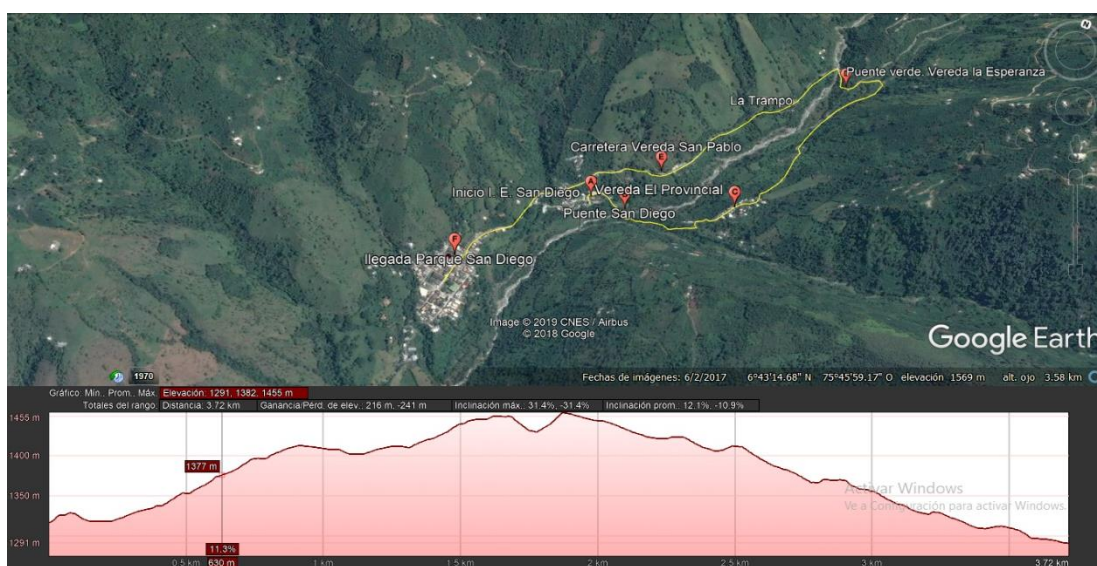 N
Puente verde. Vereda la Esperanza
La Trampo
Carretera Vereda San Pablo
E
Inicio I. E. San Diego
A
Vereda El Provincial
C
Puente San Diego
F
llegada Parque San Diego
Image © 2019 CNES / Airbus
© 2018 Google
Google Earth
1970
Fechas de imágenes: 6/2/2017 6°43'14.68" N 75°45'59.17" O elevación 1569 m alt. ojo 3.58 km
Gráfico: Mín., Prom., Máx. Elevación: 1291, 1382, 1455 m
Totales del rango: Distancia: 3.72 km Ganancia/Pérd. de elev.: 216 m, -241 m Inclinación máx.: 31.4%, -31.4% Inclinación prom.: 12.1%, -10.9%
1455 m
1400 m
1377 m
1350 m
Activar Windows
Ve a Configuración para activar Windows.
1291 m
11.3%
0.5 km 630 m 1 km 1.5 km 2 km 2.5 km 3 km 3.72 km